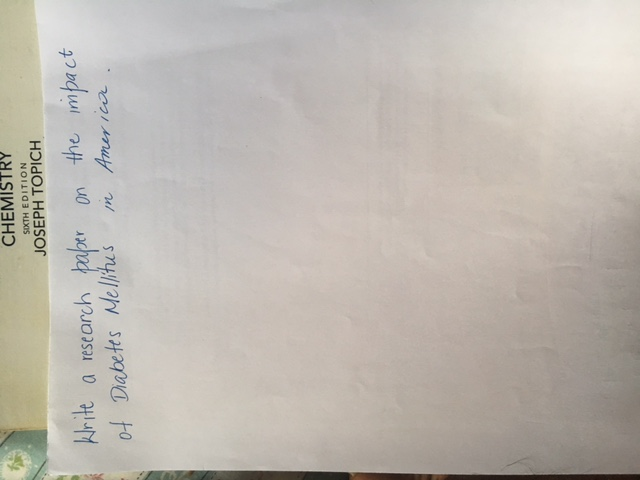 CHEMISTRY
SIXTH EDITION
JOSEPH TOPICH
Write a research paper on the impact
of Diabetes Mellitus in America.